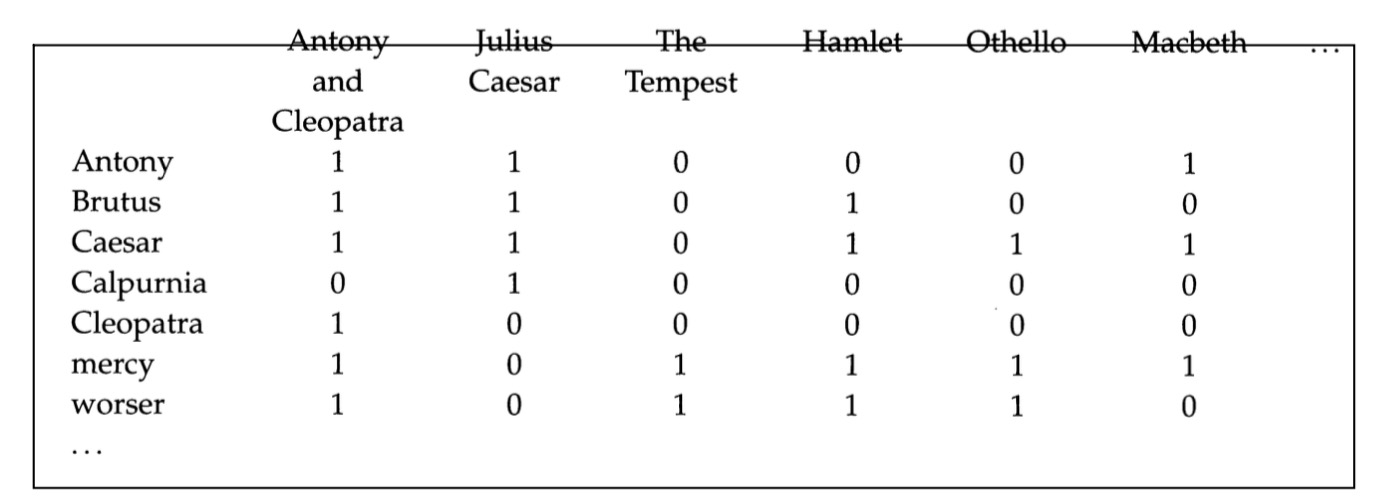 Antony Julius The Hamlet Othello Macbeth ...
and Caesar Tempest
Cleopatra
Antony 1 1 0 0 0 1
Brutus 1 1 0 1 0 0
Caesar 1 1 0 1 1 1
Calpurnia 0 1 0 0 0 0
Cleopatra 1 0 0 0 0 0
mercy 1 0 1 1 1 1
worser 1 0 1 1 1 0
...